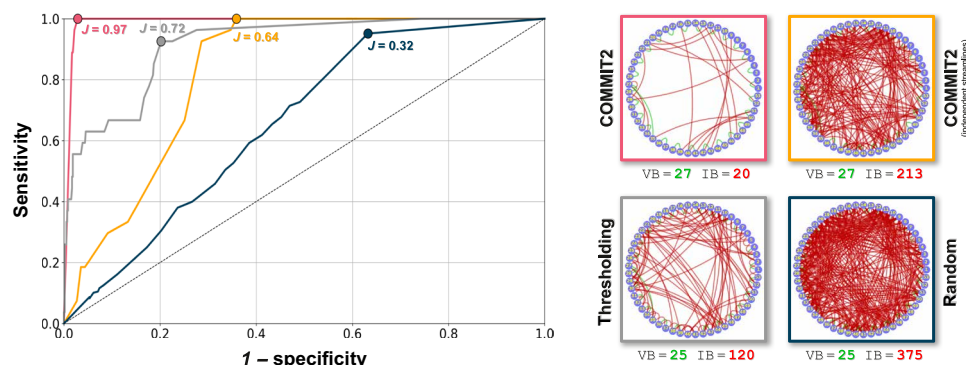 J = 0.97
J = 0.72
J = 0.64
J = 0.32
1.0
0.8
0.6
0.4
0.2
0.0
0.0
0.2
0.4
0.6
0.8
1.0
Sensitivity
1 – specificity
COMMIT2
VB = 27 IB = 20
COMMIT2
(independent streamlines)
VB = 27 IB = 213
Thresholding
VB = 25 IB = 120
Random
VB = 25 IB = 375